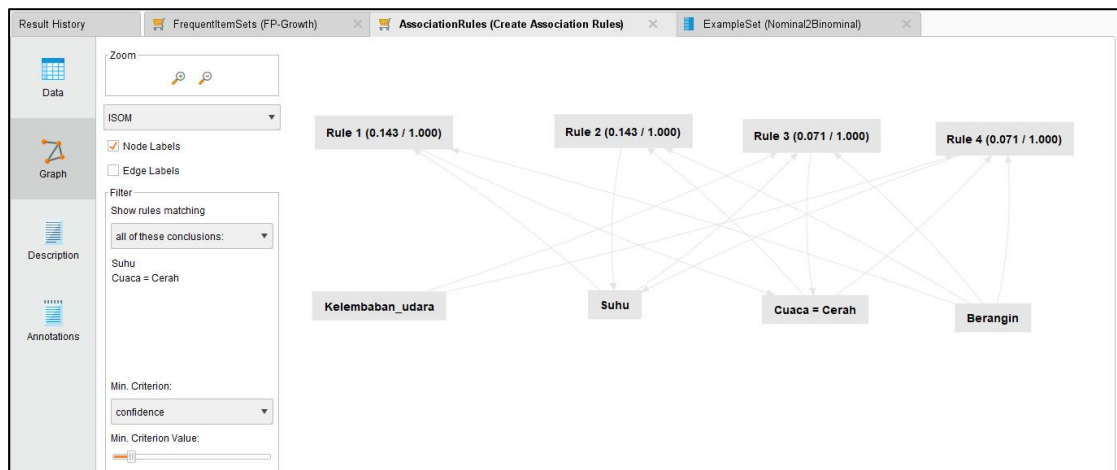 Result History
FrequentItemSets (FP-Growth)
AssociationRules (Create Association Rules)
ExampleSet (Nominal2Binominal)
Data
Graph
Description
Annotations
Zoom
ISOM
Node Labels
Edge Labels
Filter
Show rules matching
all of these conclusions:
Suhu
Cuaca = Cerah
Min. Criterion:
confidence
Min. Criterion Value:
Rule 1 (0.143 / 1.000)
Rule 2 (0.143 / 1.000)
Rule 3 (0.071 / 1.000)
Rule 4 (0.071 / 1.000)
Kelembaban_udara
Suhu
Cuaca = Cerah
Berangin